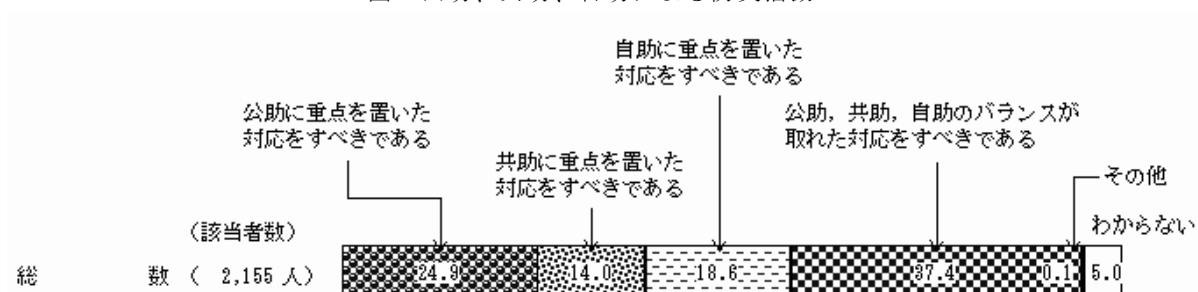 自助に重点を置いた
対応をすべきである
公助に重点を置いた
対応をすべきである
公助，共助，自助のバランスが
取れた対応をすべきである
共助に重点を置いた
対応をすべきである
その他
（該当者数）
わからない
総 数 （ 2,155 人） 24.9 14.0 18.6 37.4 0.1 5.0